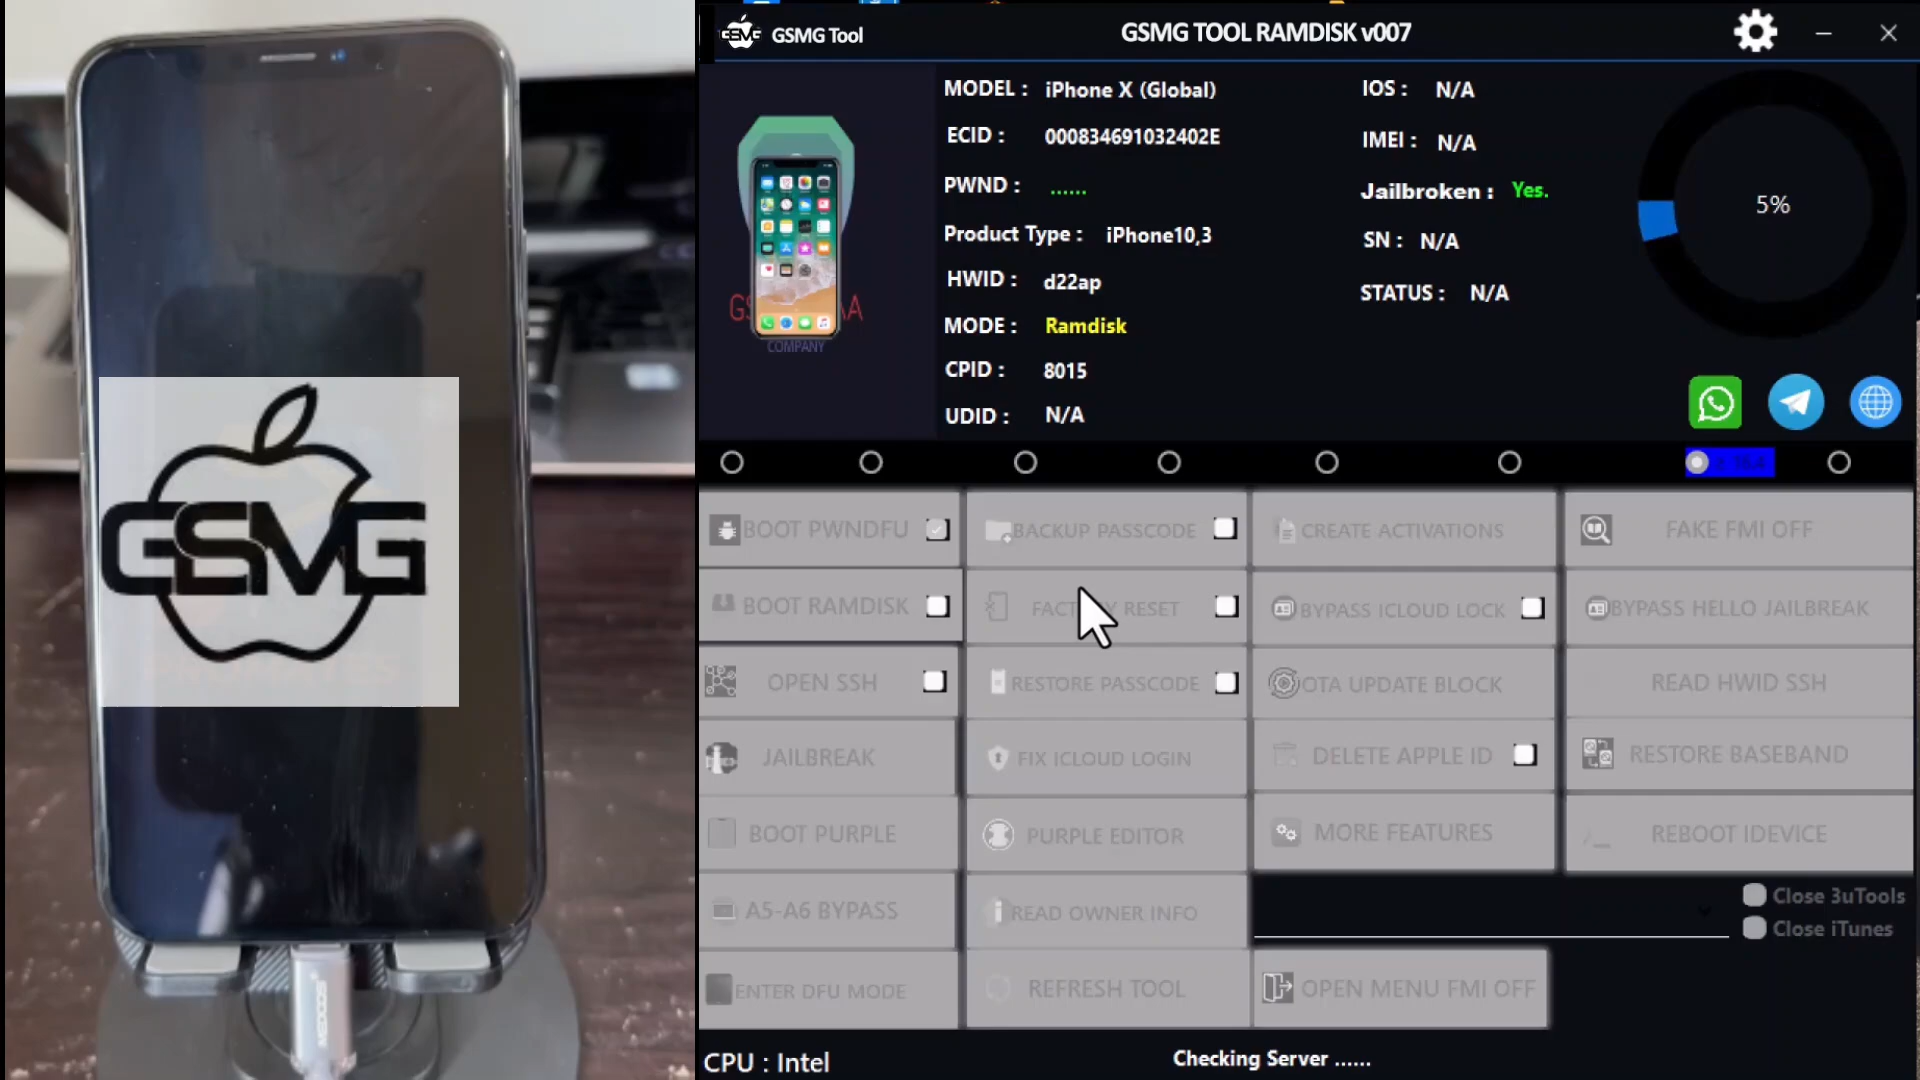 GSMG
GSMG Tool
GSMG TOOL RAMDISK v007
MODEL : iPhone X (Global)
ECID : 000834691032402E
PWND : ......
Product Type : iPhone10,3
HWID : d22ap
MODE : Ramdisk
CPID : 8015
UDID : N/A
IOS : N/A
IMEI : N/A
Jailbroken : Yes.
SN : N/A
STATUS : N/A
5%
COMPANY
BOOT PWNDFU
BACKUP PASSCODE
CREATE ACTIVATIONS
FAKE FMI OFF
BOOT RAMDISK
FACTORY RESET
BYPASS ICLOUD LOCK
BYPASS HELLO JAILBREAK
OPEN SSH
RESTORE PASSCODE
OTA UPDATE BLOCK
READ HWID SSH
JAILBREAK
FIX ICLOUD LOGIN
DELETE APPLE ID
RESTORE BASEBAND
BOOT PURPLE
PURPLE EDITOR
MORE FEATURES
REBOOT IDEVICE
A5-A6 BYPASS
READ OWNER INFO
Close 3uTools
Close iTunes
ENTER DFU MODE
REFRESH TOOL
OPEN MENU FMI OFF
CPU : Intel
Checking Server ......
GSMG